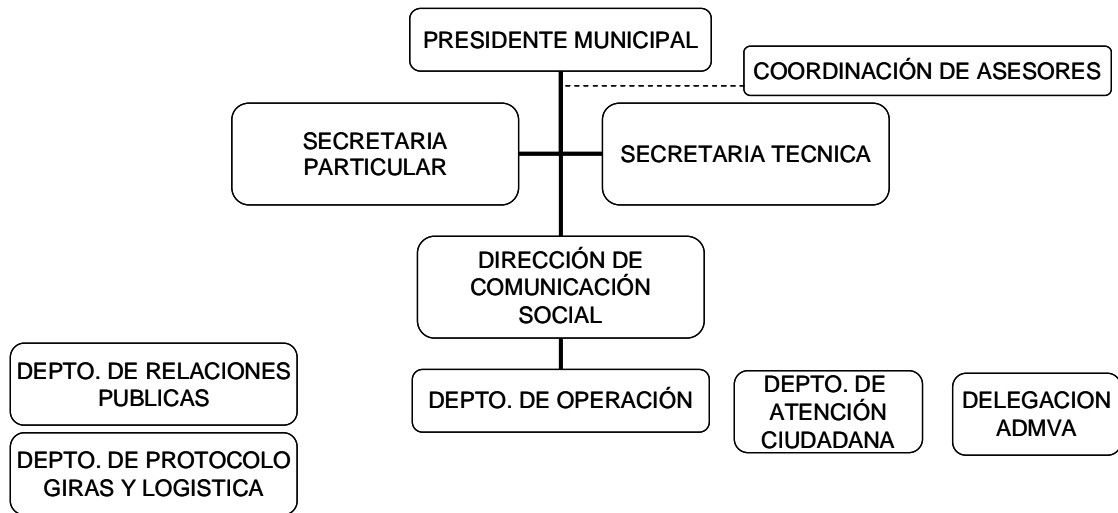 PRESIDENTE MUNICIPAL
COORDINACIÓN DE ASESORES
SECRETARIA
PARTICULAR
SECRETARIA TECNICA
DIRECCIÓN DE
COMUNICACIÓN
SOCIAL
DEPTO. DE RELACIONES
PUBLICAS
DEPTO. DE OPERACIÓN
DEPTO. DE
ATENCIÓN
CIUDADANA
DELEGACION
ADMVA
DEPTO. DE PROTOCOLO
GIRAS Y LOGISTICA